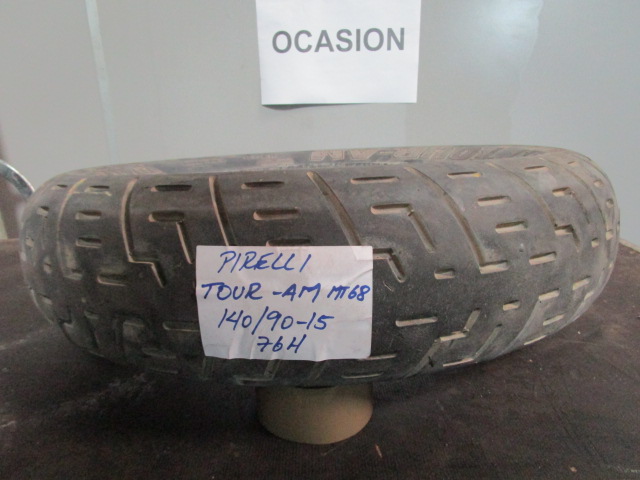 OCASION
PIRELLI
TOUR-AM MT68
140/90-15
76H